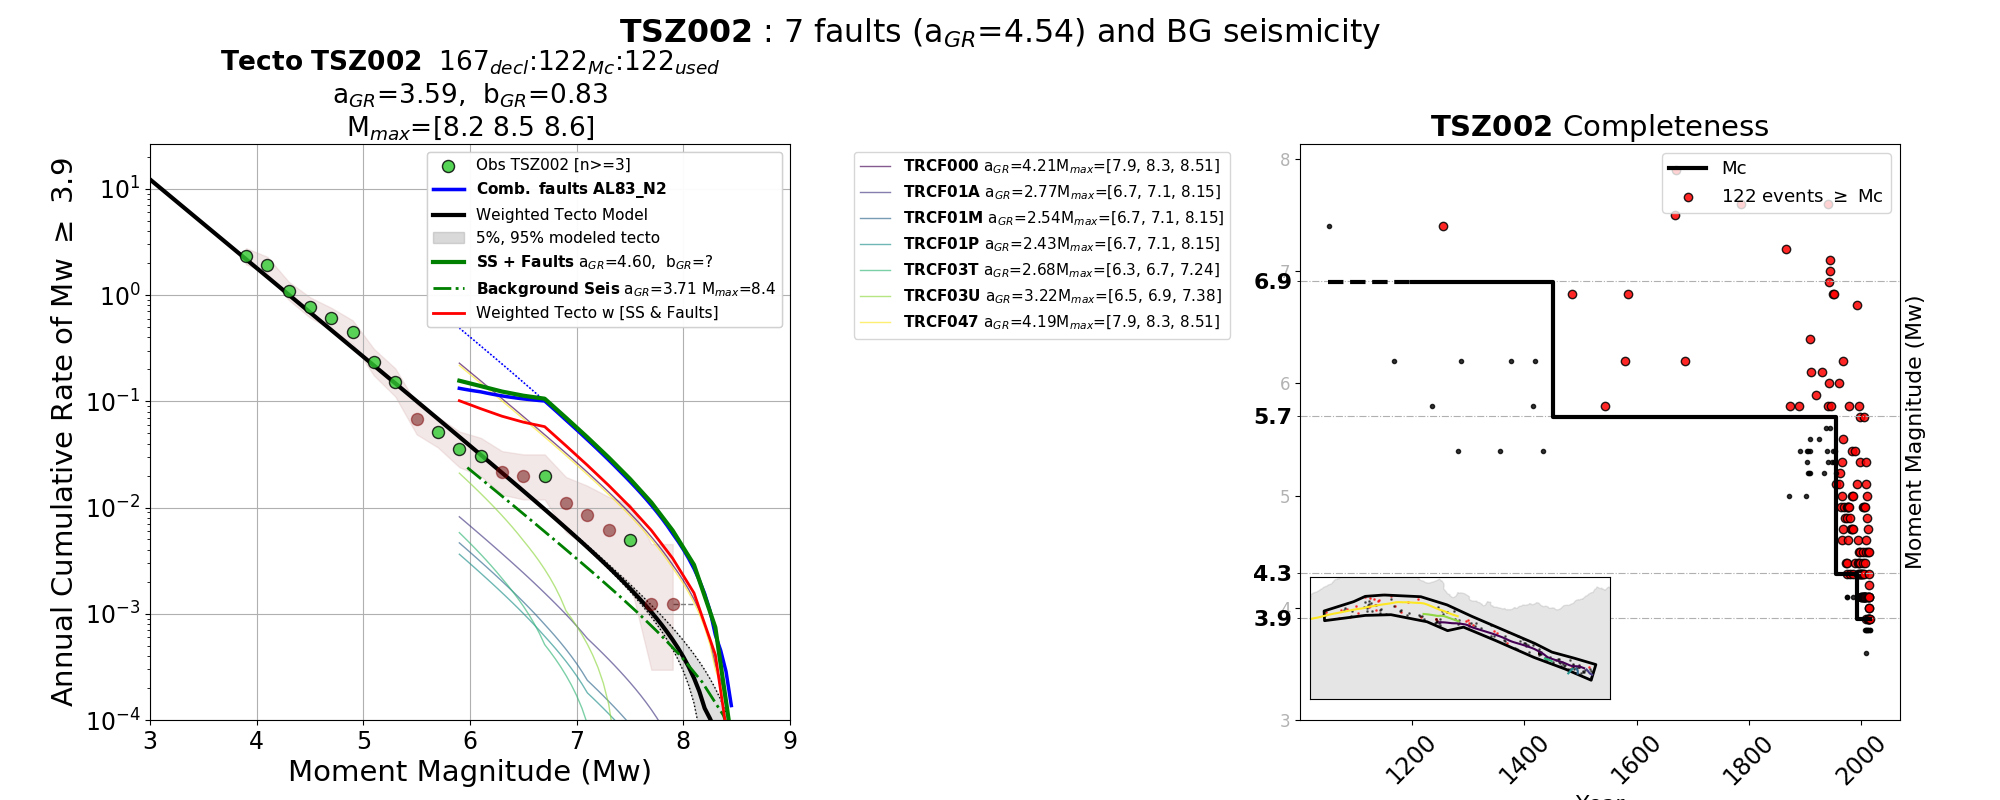 TSZ002 : 7 faults (aGR=4.54) and BG seismicity
Tecto TSZ002 167decl:122Mc:122used
aGR=3.59, bGR=0.83
Mmax=[8.2 8.5 8.6]
Annual Cumulative Rate of Mw ≥ 3.9
10^1
10^0
10^-1
10^-2
10^-3
10^-4
3 4 5 6 7 8 9
Moment Magnitude (Mw)
Obs TSZ002 [n>=3]
Comb. faults AL83_N2
Weighted Tecto Model
5%, 95% modeled tecto
SS + Faults aGR=4.60, bGR=?
Background Seis aGR=3.71 Mmax=8.4
Weighted Tecto w [SS & Faults]
TRCF000 aGR=4.21Mmax=[7.9, 8.3, 8.51]
TRCF01A aGR=2.77Mmax=[6.7, 7.1, 8.15]
TRCF01M aGR=2.54Mmax=[6.7, 7.1, 8.15]
TRCF01P aGR=2.43Mmax=[6.7, 7.1, 8.15]
TRCF03T aGR=2.68Mmax=[6.3, 6.7, 7.24]
TRCF03U aGR=3.22Mmax=[6.5, 6.9, 7.38]
TRCF047 aGR=4.19Mmax=[7.9, 8.3, 8.51]
TSZ002 Completeness
Mc
122 events ≥ Mc
8
7
6.9
6
5.7
5
4.3
4
3.9
3
1200 1400 1600 1800 2000
Year
Moment Magnitude (Mw)